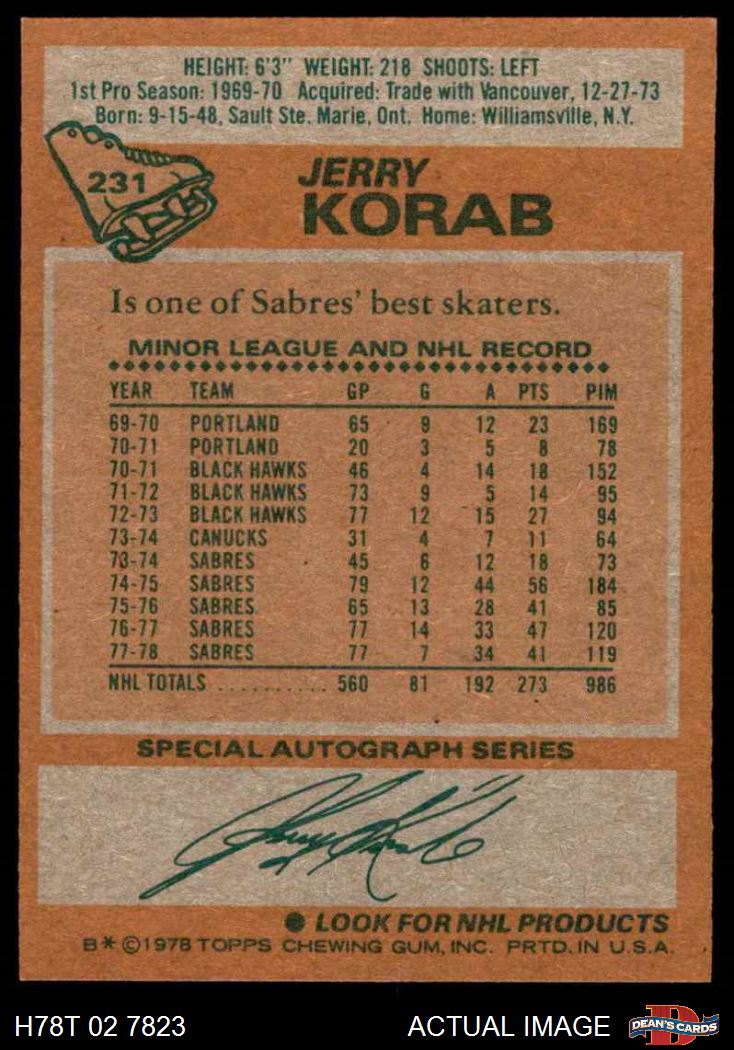 HEIGHT: 6'3" WEIGHT: 218 SHOOTS: LEFT
1st Pro Season: 1969-70 Acquired: Trade with Vancouver, 12-27-73
Born: 9-15-48, Sault Ste. Marie, Ont. Home: Williamsville, N.Y.
231
JERRY
KORAB
Is one of Sabres' best skaters.
MINOR LEAGUE AND NHL RECORD
YEAR TEAM GP G A PTS PIM
69-70 PORTLAND 65 9 12 23 169
70-71 PORTLAND 20 3 5 8 78
70-71 BLACK HAWKS 46 4 14 18 152
71-72 BLACK HAWKS 73 9 5 14 95
72-73 BLACK HAWKS 77 12 15 27 94
73-74 CANUCKS 31 4 7 11 64
73-74 SABRES 45 6 12 18 73
74-75 SABRES 79 12 44 56 184
75-76 SABRES 65 13 28 41 85
76-77 SABRES 77 14 33 47 120
77-78 SABRES 77 7 34 41 119
NHL TOTALS .......... 560 81 192 273 986
SPECIAL AUTOGRAPH SERIES
Jerry Korab
● LOOK FOR NHL PRODUCTS
B* ©1978 TOPPS CHEWING GUM, INC. PRTD. IN U.S.A.
H78T 02 7823 ACTUAL IMAGE DEAN'S CARDS